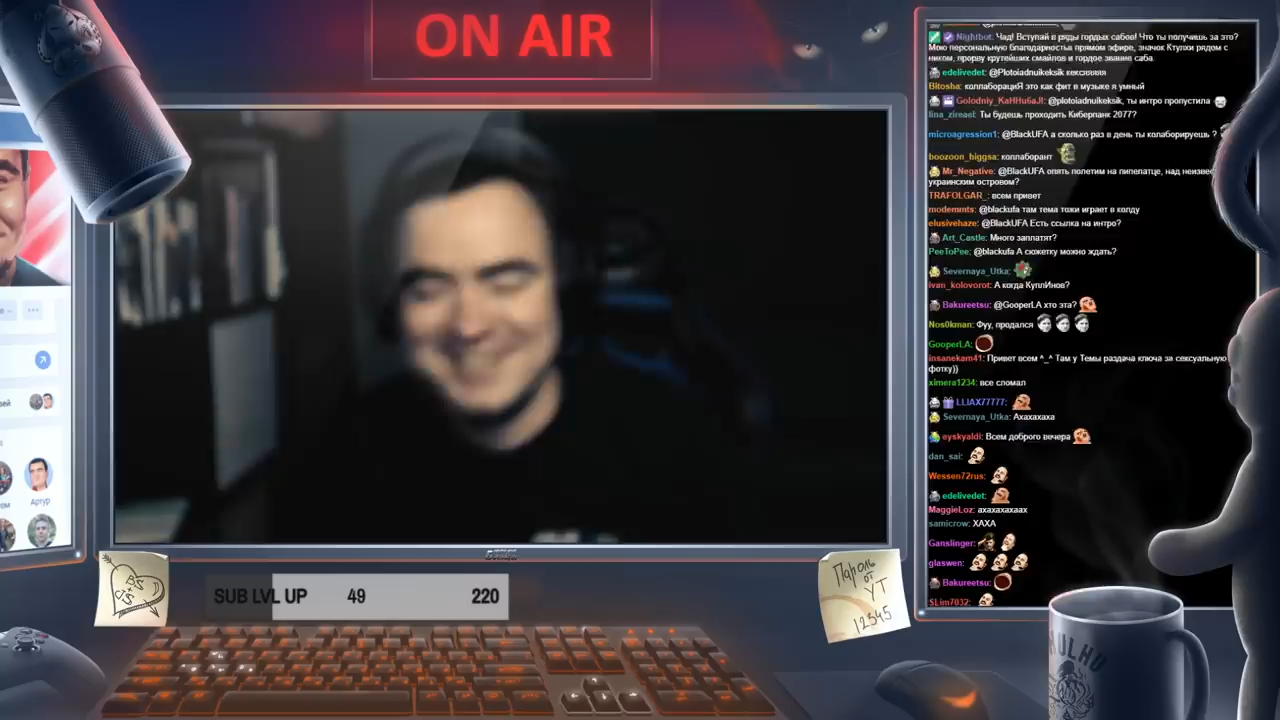 ON AIR
Nightbot: Чад! Вступай в ряды гордых сабов! Что ты получишь за это?
Мою персональную благодарность в прямом эфире, значок Ктулхи рядом с
ником, прорву крутейших смайлов и гордое звание саба.
edelivedet: @Plotoiadnuikeksik кексяяяяя
Bitosha: коллаборациЯ это как фит в музыке я умный
Golodniy_KaHHu6aJI: @plotoiadnuikeksik, ты интро пропустила
lina_zireael: Ты будешь проходить Киберпанк 2077?
microagression1: @BlackUFA а сколько раз в день ты колаборируешь ?
boozoon_biggsa: коллаборант
Mr_Negative: @BlackUFA опять полетим на пипелатце, над неизвес
украинским островом?
TRAFOLGAR_: всем привет
modemmts: @blackufa там тема тожи играет в колду
elusivehaze: @BlackUFA Есть ссылка на интро?
Art_Castle: Много заплатят?
PeeToPee: @blackufa А сюжетку можно ждать?
Severnaya_Utka:
ivan_kolovorot: А когда КуплИнов?
Bakureetsu: @GooperLA хто эта?
Nos0kman: Фуу, продался
GooperLA:
insanekam41: Привет всем ^_^ Там у Темы раздача ключа за сексуальную
фотку))
ximera1234: все сломал
LLIAX77777:
Severnaya_Utka: Ахахахаха
eyskyaldi: Всем доброго вечера
dan_sai:
Wessen72rus:
edelivedet:
MaggieLoz: ахахахахаах
samicrow: ХАХА
Ganslinger:
glaswen:
Bakureetsu:
SLim7032:
Артур
SUB LVL UP 49 220
Пароль
от
YT
12345